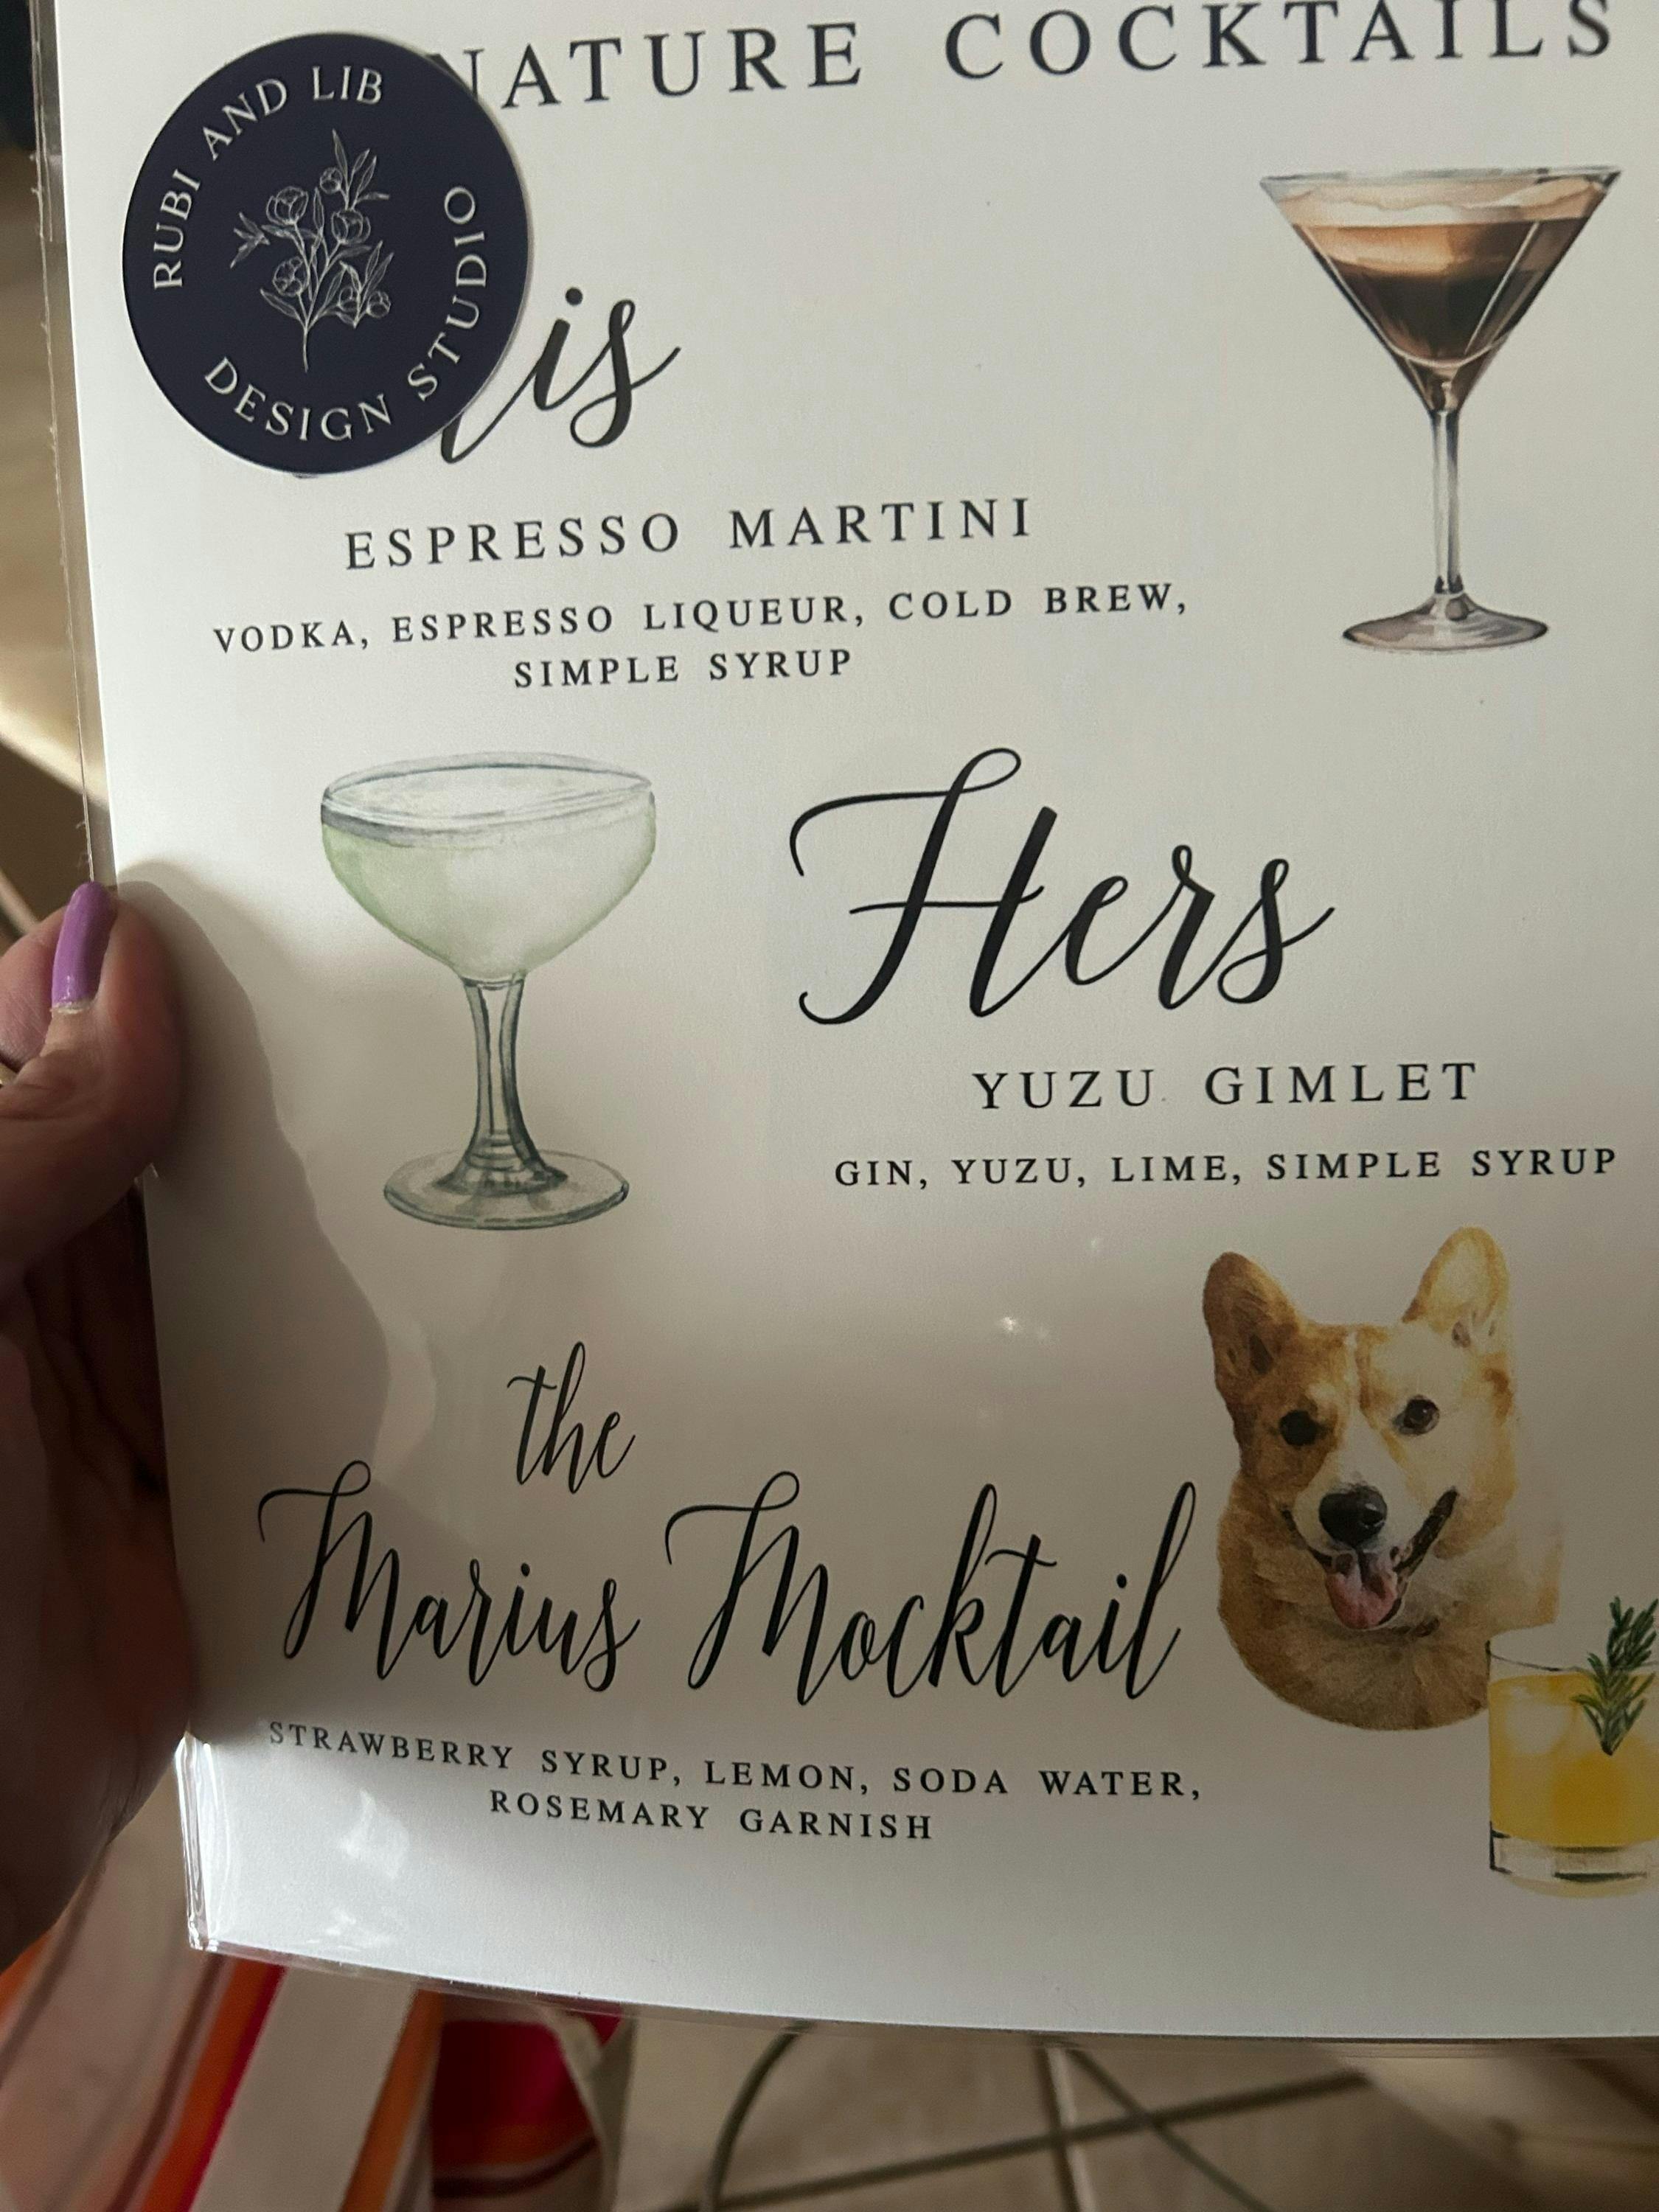 NATURE COCKTAILS
RUBI AND LIB
DESIGN STUDIO
is
ESPRESSO MARTINI
VODKA, ESPRESSO LIQUEUR, COLD BREW,
SIMPLE SYRUP
Hers
YUZU GIMLET
GIN, YUZU, LIME, SIMPLE SYRUP
the
Marius Mocktail
STRAWBERRY SYRUP, LEMON, SODA WATER,
ROSEMARY GARNISH